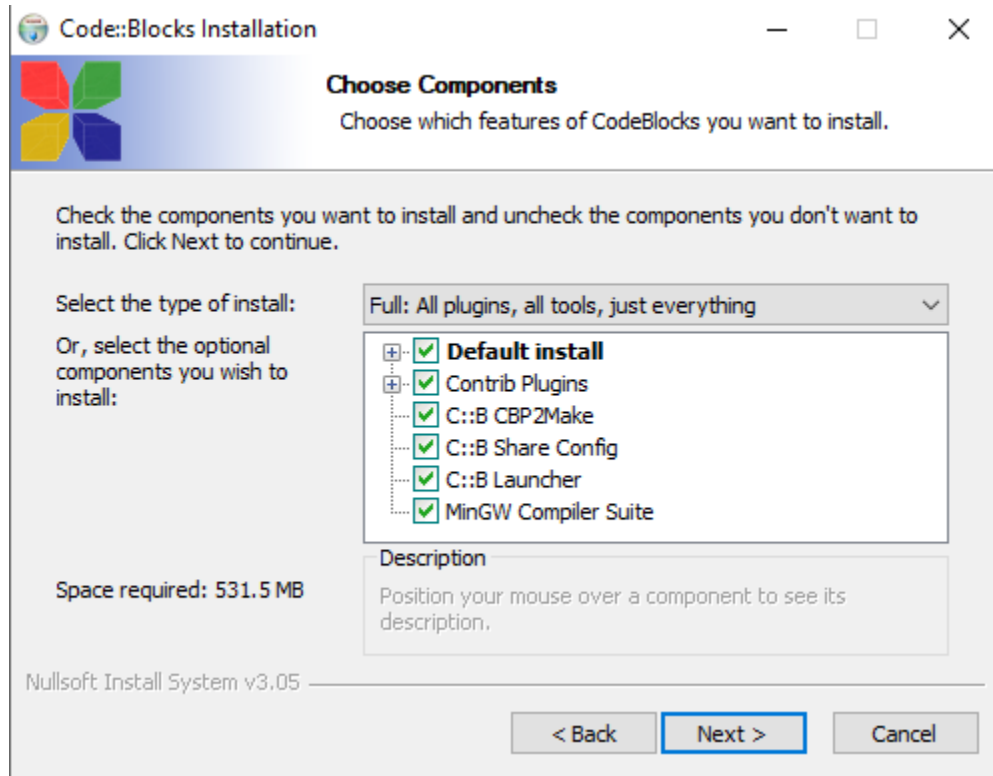 Code::Blocks Installation
Choose Components
Choose which features of CodeBlocks you want to install.
Check the components you want to install and uncheck the components you don't want to
install. Click Next to continue.
Select the type of install:
Full: All plugins, all tools, just everything
Or, select the optional
components you wish to
install:
Default install
Contrib Plugins
C::B CBP2Make
C::B Share Config
C::B Launcher
MinGW Compiler Suite
Space required: 531.5 MB
Description
Position your mouse over a component to see its
description.
Nullsoft Install System v3.05
< Back
Next >
Cancel